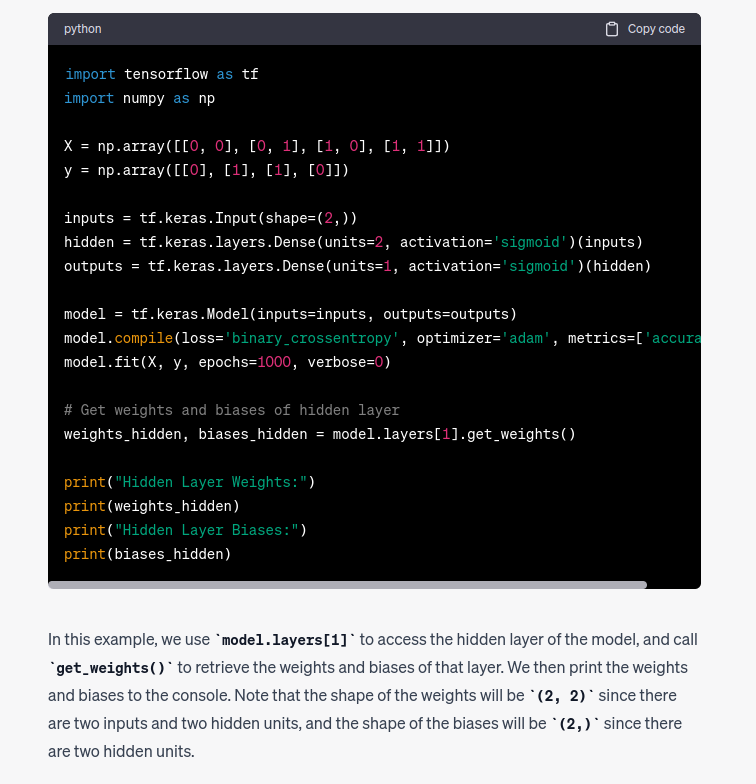 python Copy code
import tensorflow as tf
import numpy as np
X = np.array([[0, 0], [0, 1], [1, 0], [1, 1]])
y = np.array([[0], [1], [1], [0]])
inputs = tf.keras.Input(shape=(2,))
hidden = tf.keras.layers.Dense(units=2, activation='sigmoid')(inputs)
outputs = tf.keras.layers.Dense(units=1, activation='sigmoid')(hidden)
model = tf.keras.Model(inputs=inputs, outputs=outputs)
model.compile(loss='binary_crossentropy', optimizer='adam', metrics=['accura
model.fit(X, y, epochs=1000, verbose=0)
# Get weights and biases of hidden layer
weights_hidden, biases_hidden = model.layers[1].get_weights()
print("Hidden Layer Weights:")
print(weights_hidden)
print("Hidden Layer Biases:")
print(biases_hidden)
In this example, we use `model.layers[1]` to access the hidden layer of the model, and call
`get_weights()` to retrieve the weights and biases of that layer. We then print the weights
and biases to the console. Note that the shape of the weights will be `(2, 2)` since there
are two inputs and two hidden units, and the shape of the biases will be `(2,)` since there
are two hidden units.